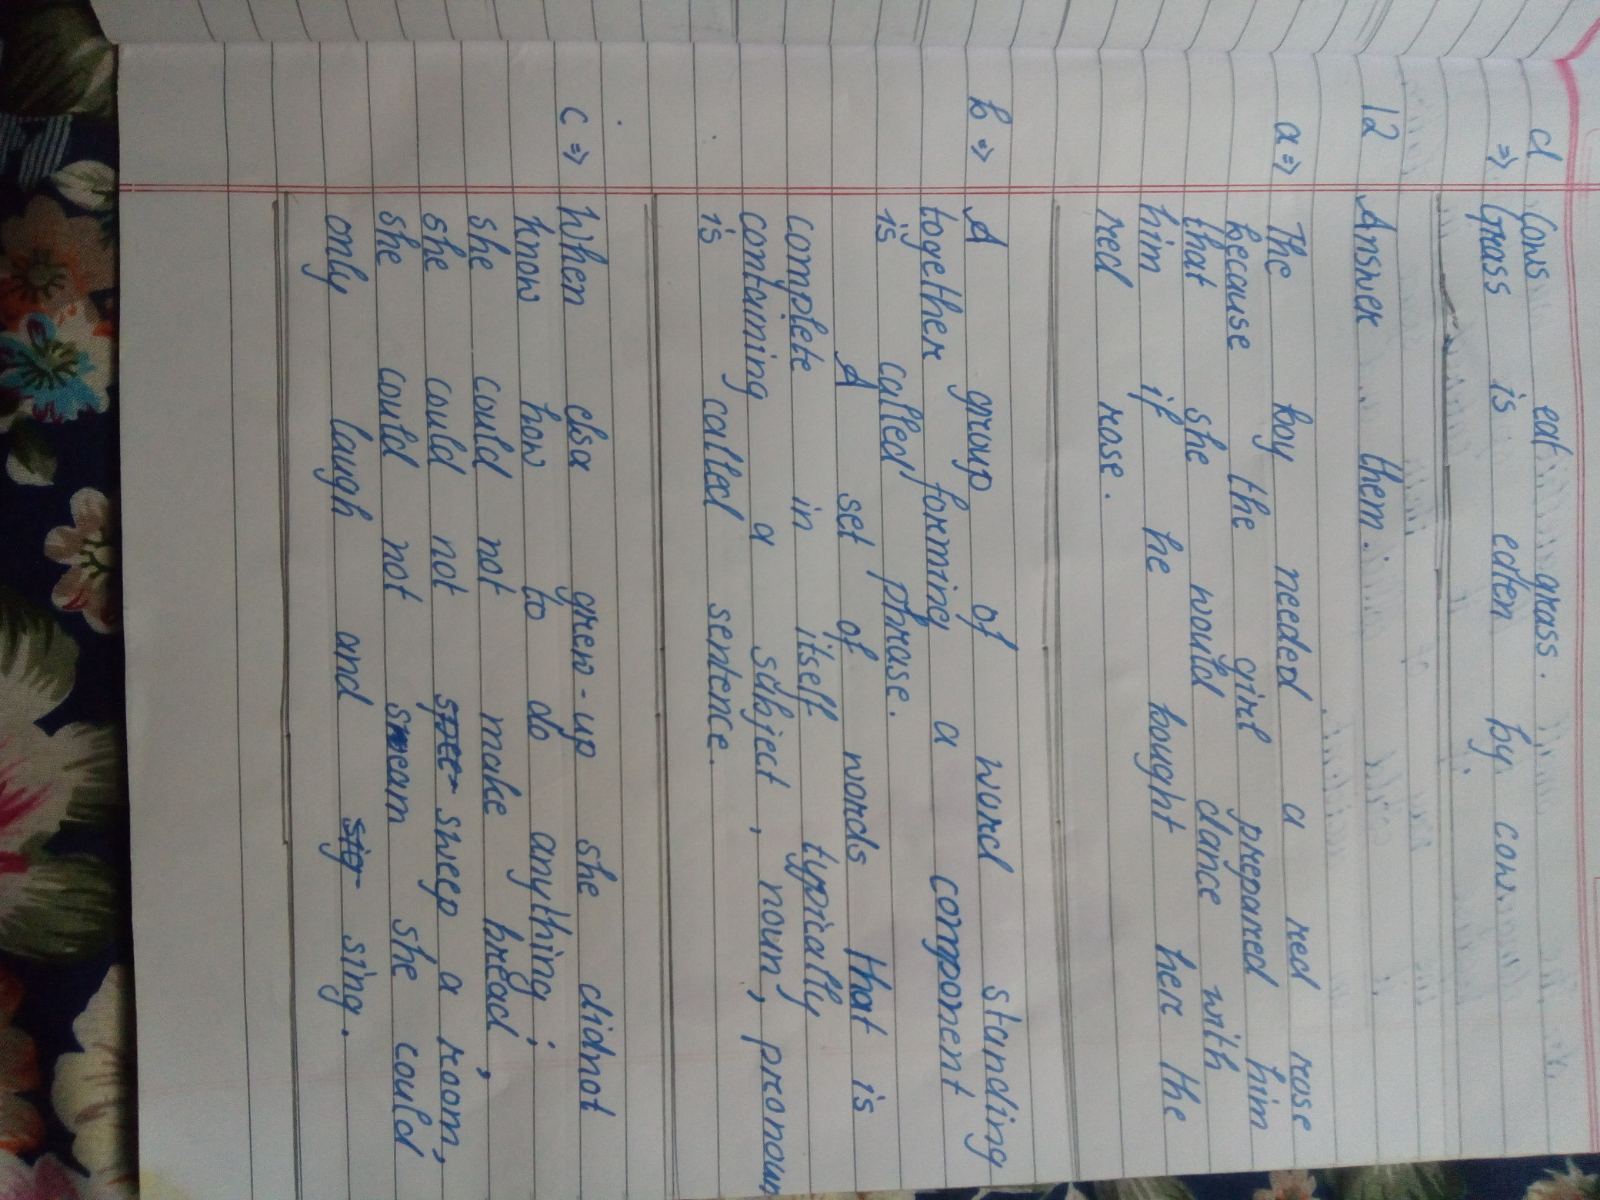 d Cows eat grass.
⇒ Grass is edten by cow.
12 Answer them:
a⇒ The boy needed a red rose
because the girl prepared him
that she would dance with
him if he bought her the
red rose.
b⇒ A group of word standing
together forming a component
is called phrase.
A set of words that is
complete in itself typically
containing a subject, noun, pronoun
is called sentence.
c⇒ When elsa grew-up she didnot
know how to do anything;
she could not make bread,
she could not sweep a room,
she could not smeam she could
only laugh and sing.